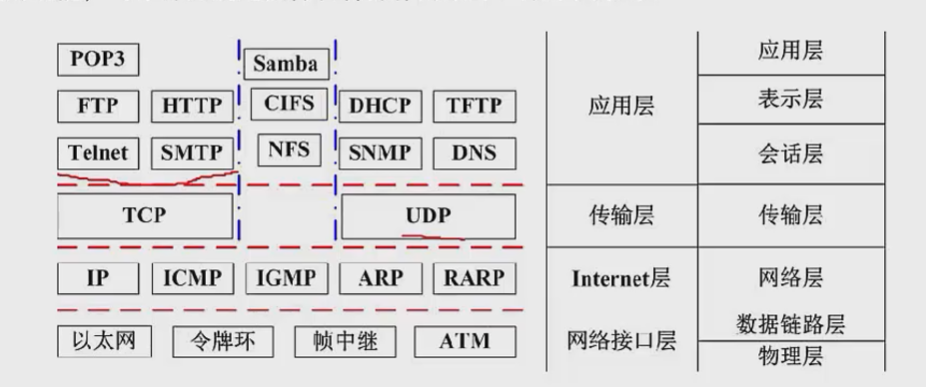 POP3 Samba 应用层
FTP HTTP CIFS DHCP TFTP 应用层 表示层
Telnet SMTP NFS SNMP DNS 会话层
TCP UDP 传输层 传输层
IP ICMP IGMP ARP RARP Internet层 网络层
以太网 令牌环 帧中继 ATM 网络接口层 数据链路层
物理层